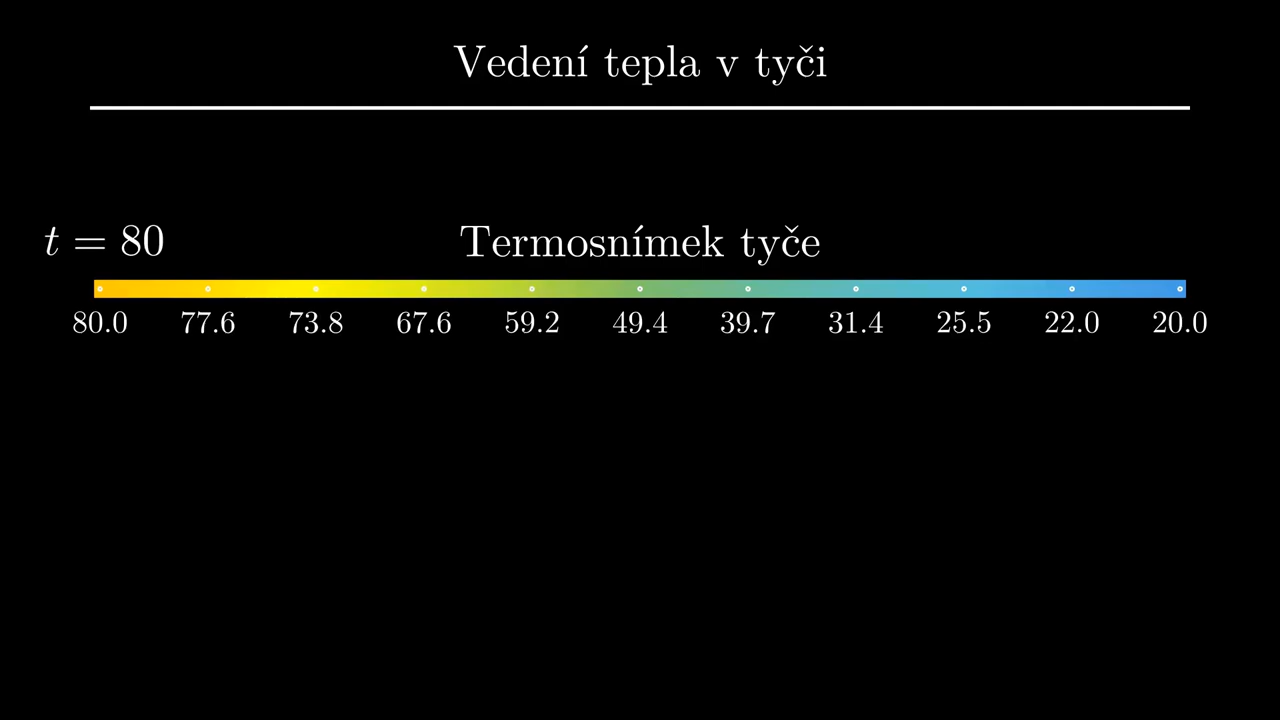 Vedení tepla v tyči
t = 80
Termosnímek tyče
80.0 77.6 73.8 67.6 59.2 49.4 39.7 31.4 25.5 22.0 20.0